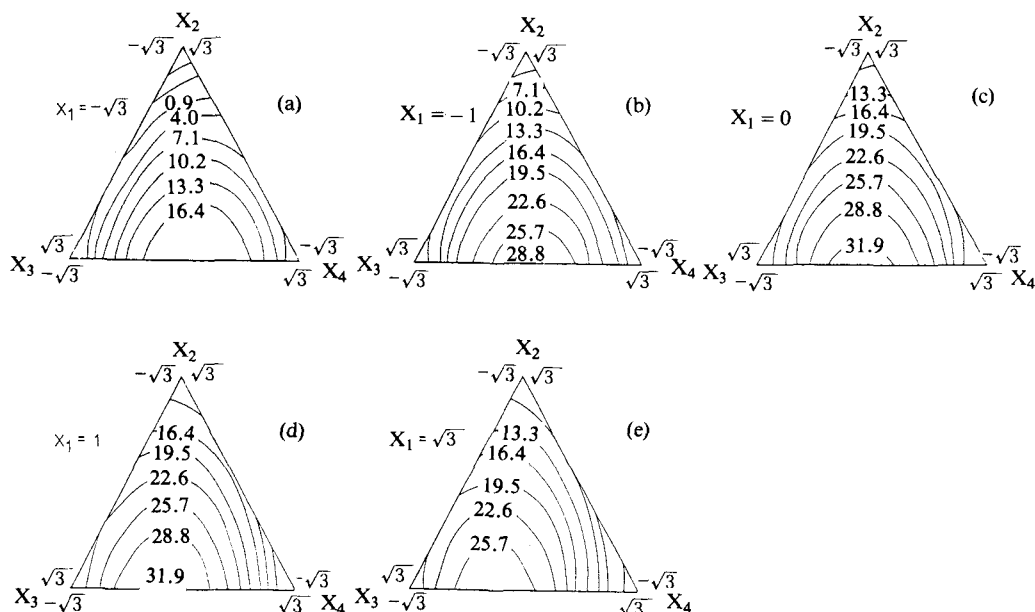 X₂
−√3 √3
X₁ = −√3
(a)
0.9
4.0
7.1
10.2
13.3
16.4
√3 −√3
X₃ −√3 √3 X₄
X₂
−√3 √3
X₁ = −1
(b)
7.1
10.2
13.3
16.4
19.5
22.6
25.7
28.8
√3 −√3
X₃ −√3 √3 X₄
X₂
−√3 √3
X₁ = 0
(c)
13.3
16.4
19.5
22.6
25.7
28.8
31.9
√3 −√3
X₃ −√3 √3 X₄
X₂
−√3 √3
X₁ = 1
(d)
16.4
19.5
22.6
25.7
28.8
31.9
√3 −√3
X₃ −√3 √3 X₄
X₂
−√3 √3
X₁ = √3
(e)
13.3
16.4
19.5
22.6
25.7
√3 −√3
X₃ −√3 √3 X₄